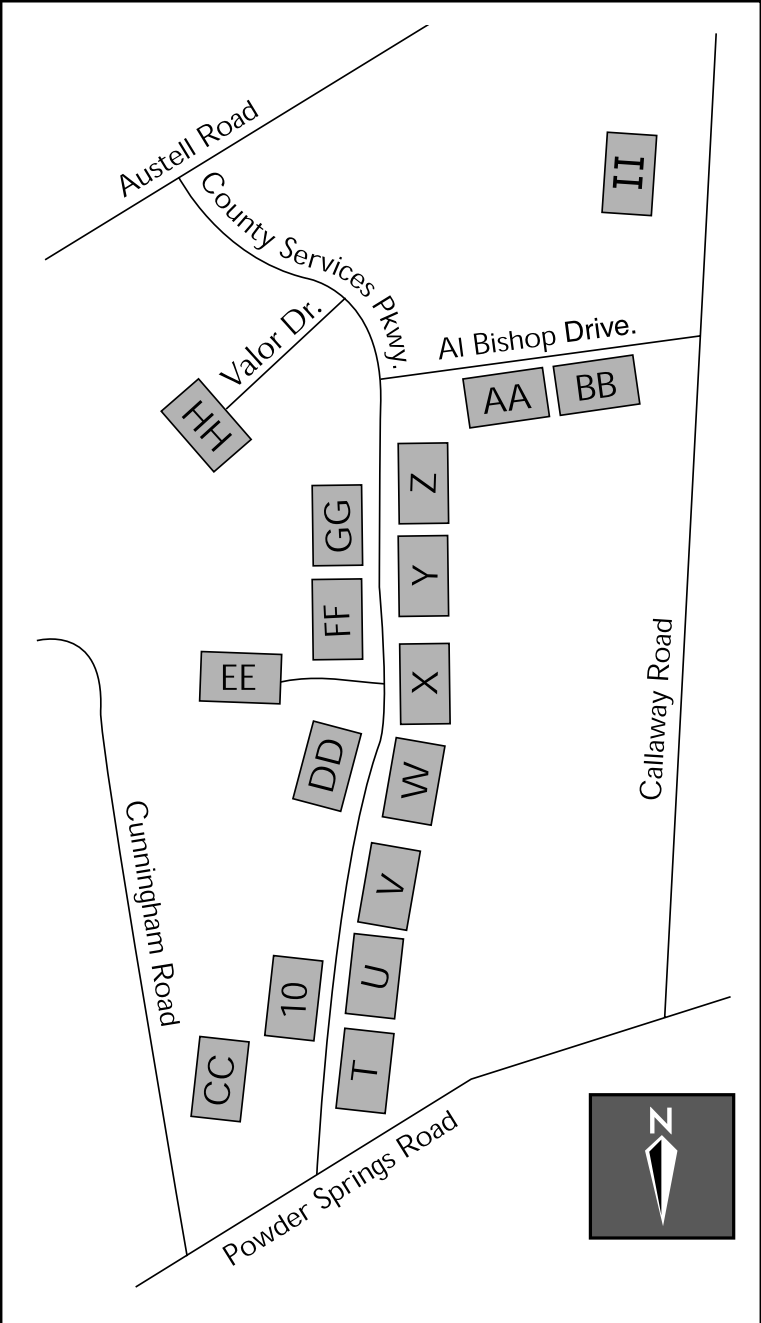 Austell Road
County Services Pkwy.
II
Valor Dr.
Al Bishop Drive.
AA
BB
HH
Z
GG
Y
FF
EE
X
Callaway Road
DD
W
Cunningham Road
V
U
10
T
CC
Powder Springs Road
N